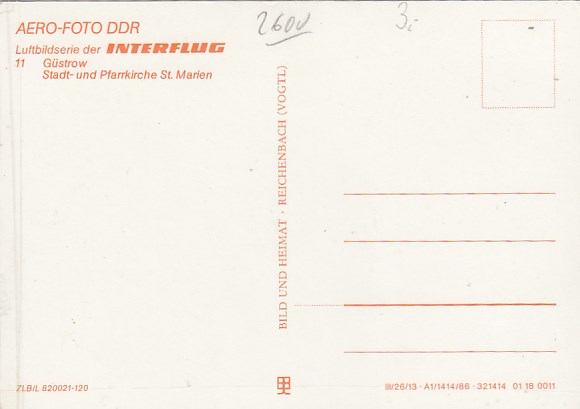 AERO-FOTO DDR
Luftbildserie der INTERFLUG
11 Güstrow
Stadt- und Pfarrkirche St. Marien
2600
BILD UND HEIMAT · REICHENBACH (VOGTL)
ZLB/L 820021-120
III/26/13 · A1/1414/86 · 321414 01 18 0011